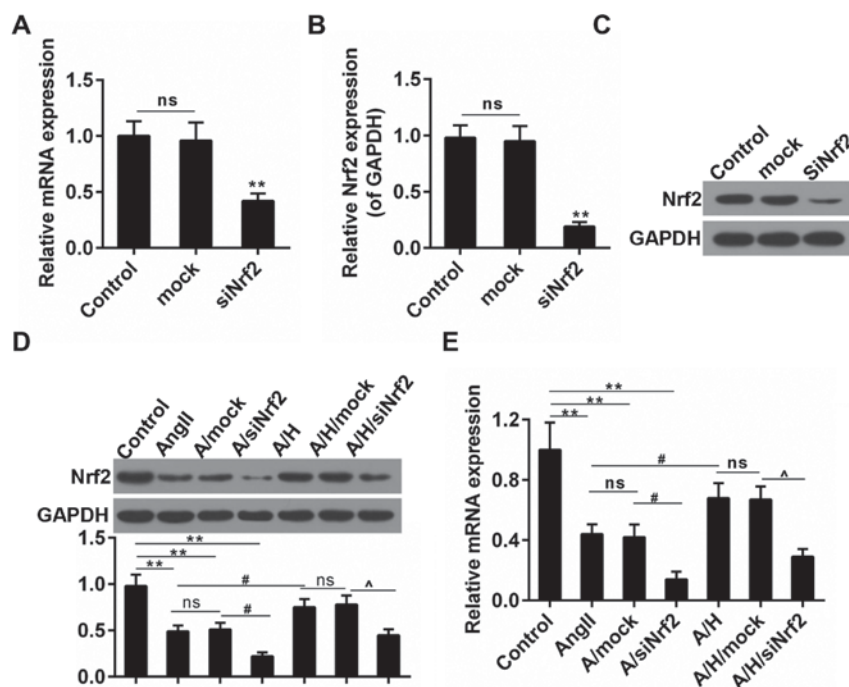 A
Relative mRNA expression
1.5
1.0
0.5
0.0
ns
**
Control
mock
siNrf2
B
Relative Nrf2 expression
(of GAPDH)
1.5
1.0
0.5
0.0
ns
**
Control
mock
siNrf2
C
Control
mock
SiNrf2
Nrf2
GAPDH
D
Control
AngII
A/mock
A/siNrf2
A/H
A/H/mock
A/H/siNrf2
Nrf2
GAPDH
1.5
1.0
0.5
0.0
**
**
**
#
ns
^
ns
#
E
Relative mRNA expression
1.2
0.8
0.4
0.0
**
**
**
#
ns
^
ns
#
Control
AngII
A/mock
A/siNrf2
A/H
A/H/mock
A/H/siNrf2